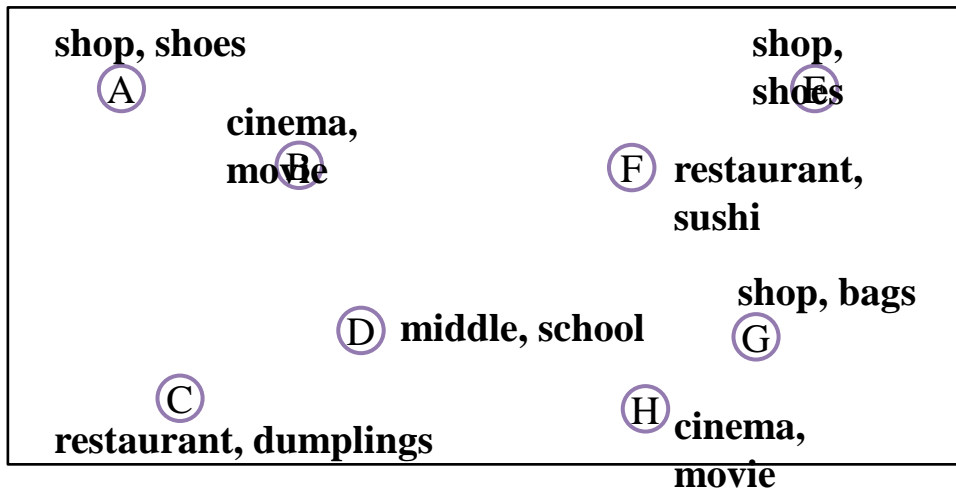 shop, shoes
A
cinema,
movie
B
shop,
shoes
E
F
restaurant,
sushi
D
middle, school
shop, bags
G
C
restaurant, dumplings
H
cinema,
movie